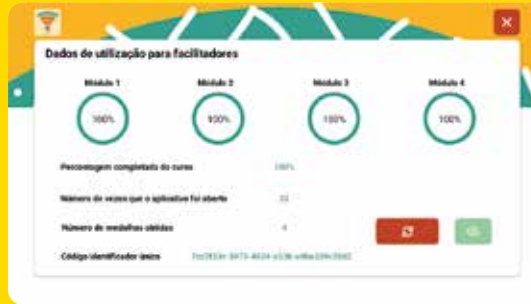 Dados de utilização para facilitadores
Módulo 1 Módulo 2 Módulo 3 Módulo 4
100% 100% 100% 100%
Percentagem completada do curso 100%
Número de vezes que o aplicativo foi aberto
Número de medalhas obtidas 4
Código identificador único